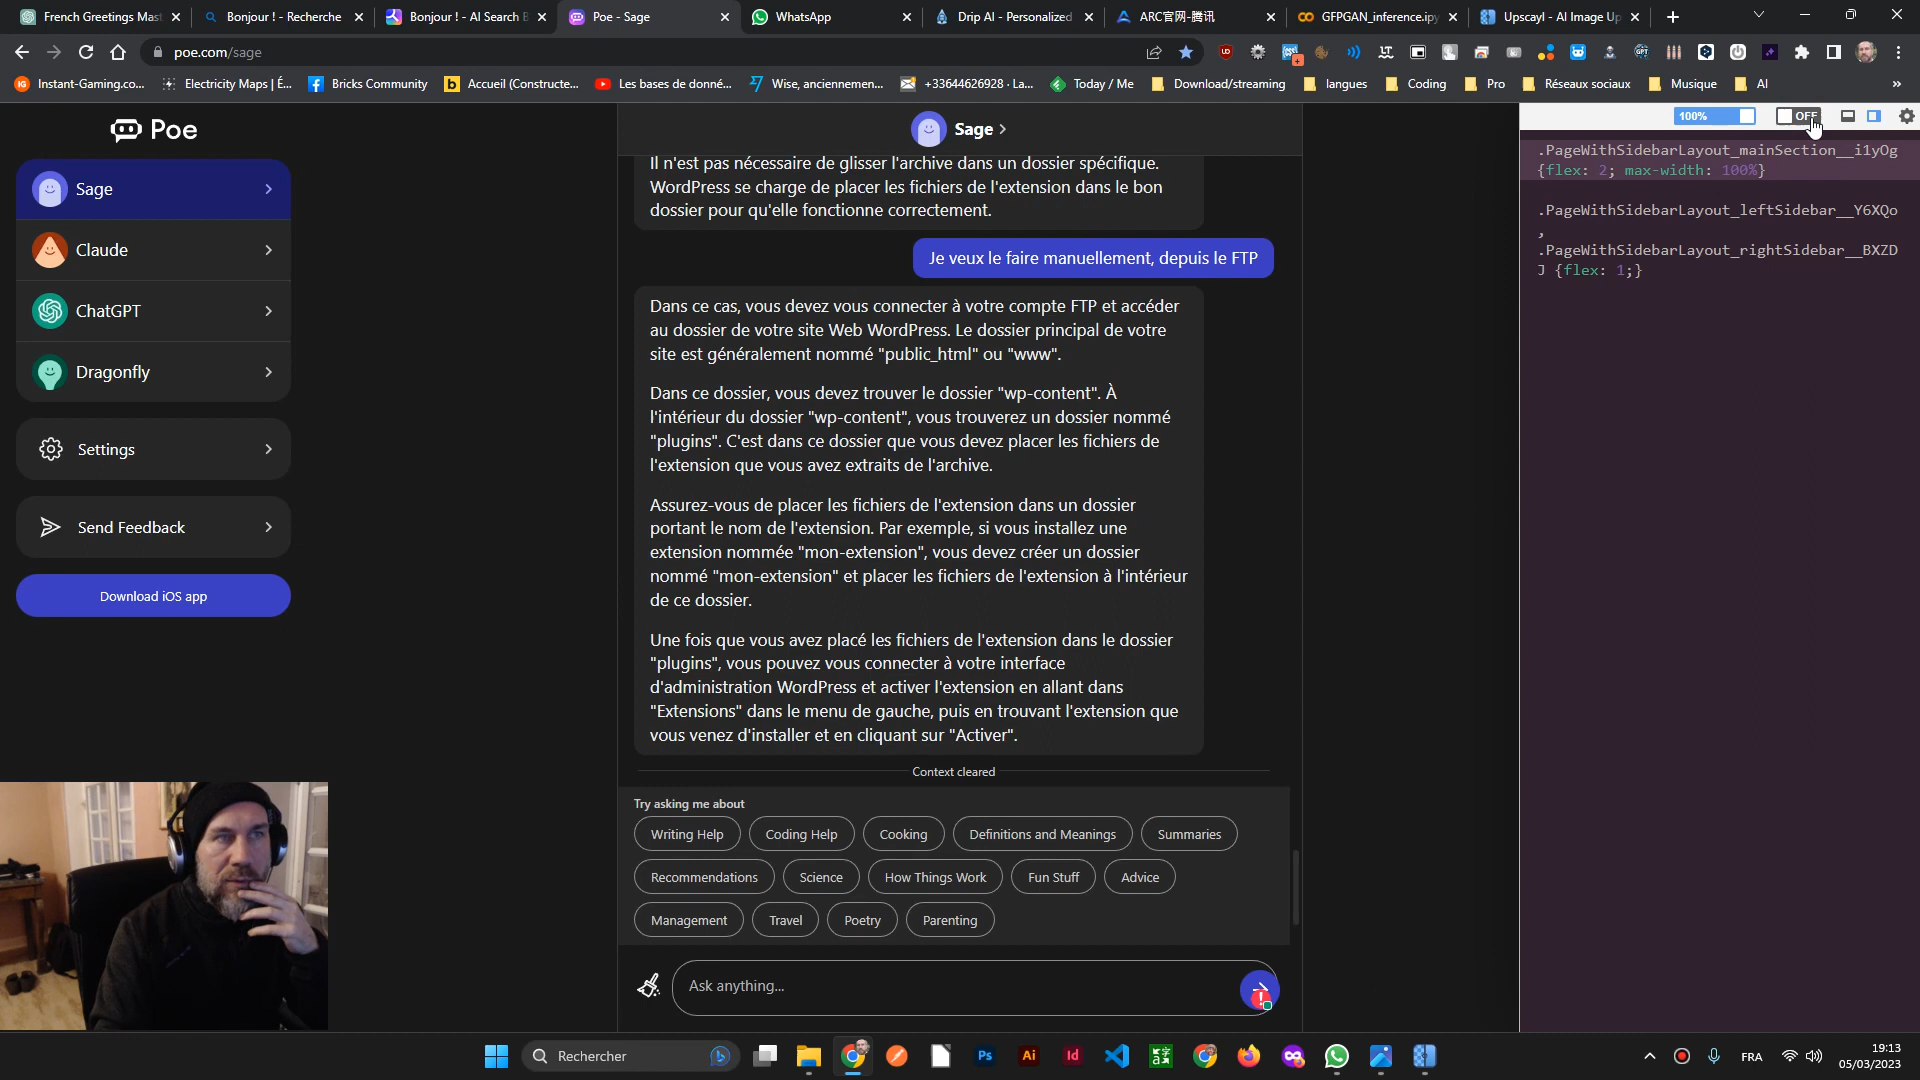 French Greetings Mast
Bonjour ! - Recherche
Bonjour ! - AI Search E
Poe - Sage
WhatsApp
Drip AI - Personalized
ARC官网-腾讯
GFPGAN_inference.ipy
Upscayl - AI Image Up
poe.com/sage
Instant-Gaming.co...
Electricity Maps | É...
Bricks Community
Accueil (Constructe...
Les bases de donné...
Wise, anciennemen...
+33644626928 · La...
Today / Me
Download/streaming
langues
Coding
Pro
Réseaux sociaux
Musique
AI
»
Poe
Sage
Claude
ChatGPT
Dragonfly
Settings
Send Feedback
Download iOS app
Sage
Il n'est pas nécessaire de glisser l'archive dans un dossier spécifique.
WordPress se charge de placer les fichiers de l'extension dans le bon
dossier pour qu'elle fonctionne correctement.
Je veux le faire manuellement, depuis le FTP
Dans ce cas, vous devez vous connecter à votre compte FTP et accéder
au dossier de votre site Web WordPress. Le dossier principal de votre
site est généralement nommé "public_html" ou "www".
Dans ce dossier, vous devez trouver le dossier "wp-content". À
l'intérieur du dossier "wp-content", vous trouverez un dossier nommé
"plugins". C'est dans ce dossier que vous devez placer les fichiers de
l'extension que vous avez extraits de l'archive.
Assurez-vous de placer les fichiers de l'extension dans un dossier
portant le nom de l'extension. Par exemple, si vous installez une
extension nommée "mon-extension", vous devez créer un dossier
nommé "mon-extension" et placer les fichiers de l'extension à l'intérieur
de ce dossier.
Une fois que vous avez placé les fichiers de l'extension dans le dossier
"plugins", vous pouvez vous connecter à votre interface
d'administration WordPress et activer l'extension en allant dans
"Extensions" dans le menu de gauche, puis en trouvant l'extension que
vous venez d'installer et en cliquant sur "Activer".
Context cleared
Try asking me about
Writing Help
Coding Help
Cooking
Definitions and Meanings
Summaries
Recommendations
Science
How Things Work
Fun Stuff
Advice
Management
Travel
Poetry
Parenting
Ask anything...
100%
OFF
.PageWithSidebarLayout_mainSection__i1yOg
{flex: 2; max-width: 100%}
.PageWithSidebarLayout_leftSidebar__Y6XQo
,
.PageWithSidebarLayout_rightSidebar__BXZD
J {flex: 1;}
Rechercher
Ps
Ai
Id
FRA
19:13
05/03/2023